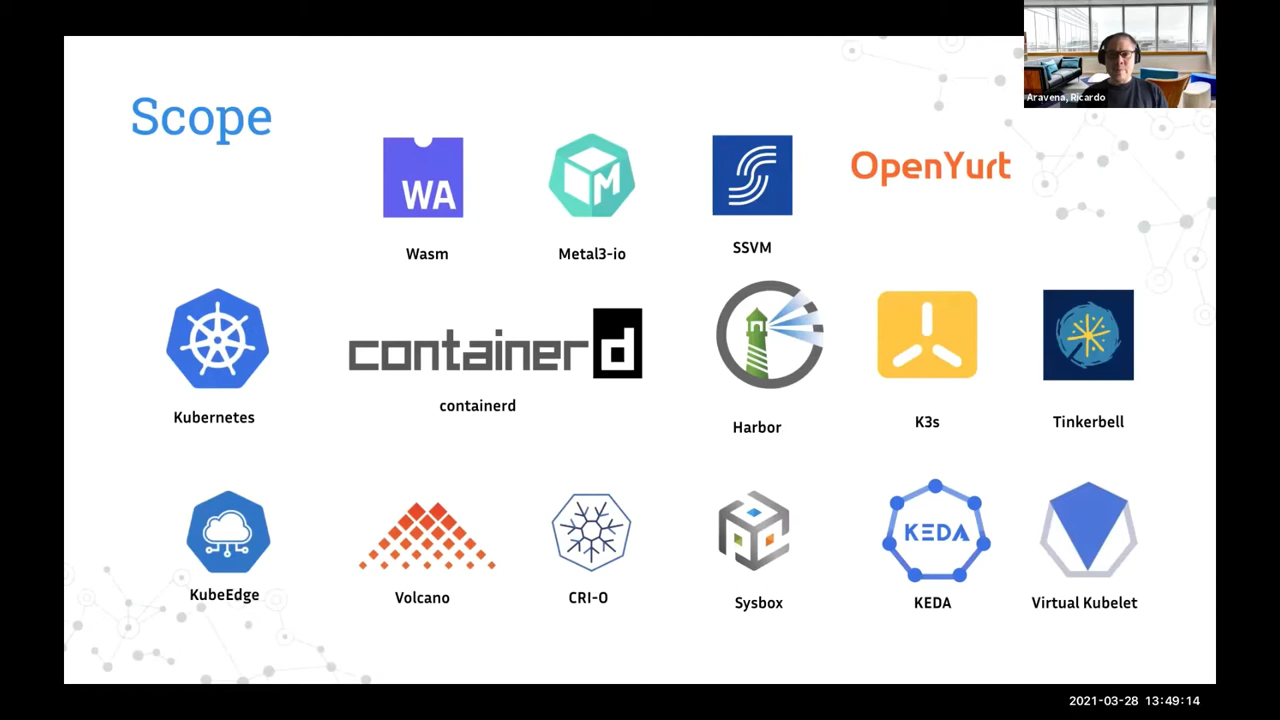 Aravena, Ricardo
Scope
WA
M
OpenYurt
Wasm
Metal3-io
SSVM
containerd
Kubernetes
containerd
Harbor
K3s
Tinkerbell
KEDA
KubeEdge
Volcano
CRI-O
Sysbox
KEDA
Virtual Kubelet
2021-03-28 13:49:14